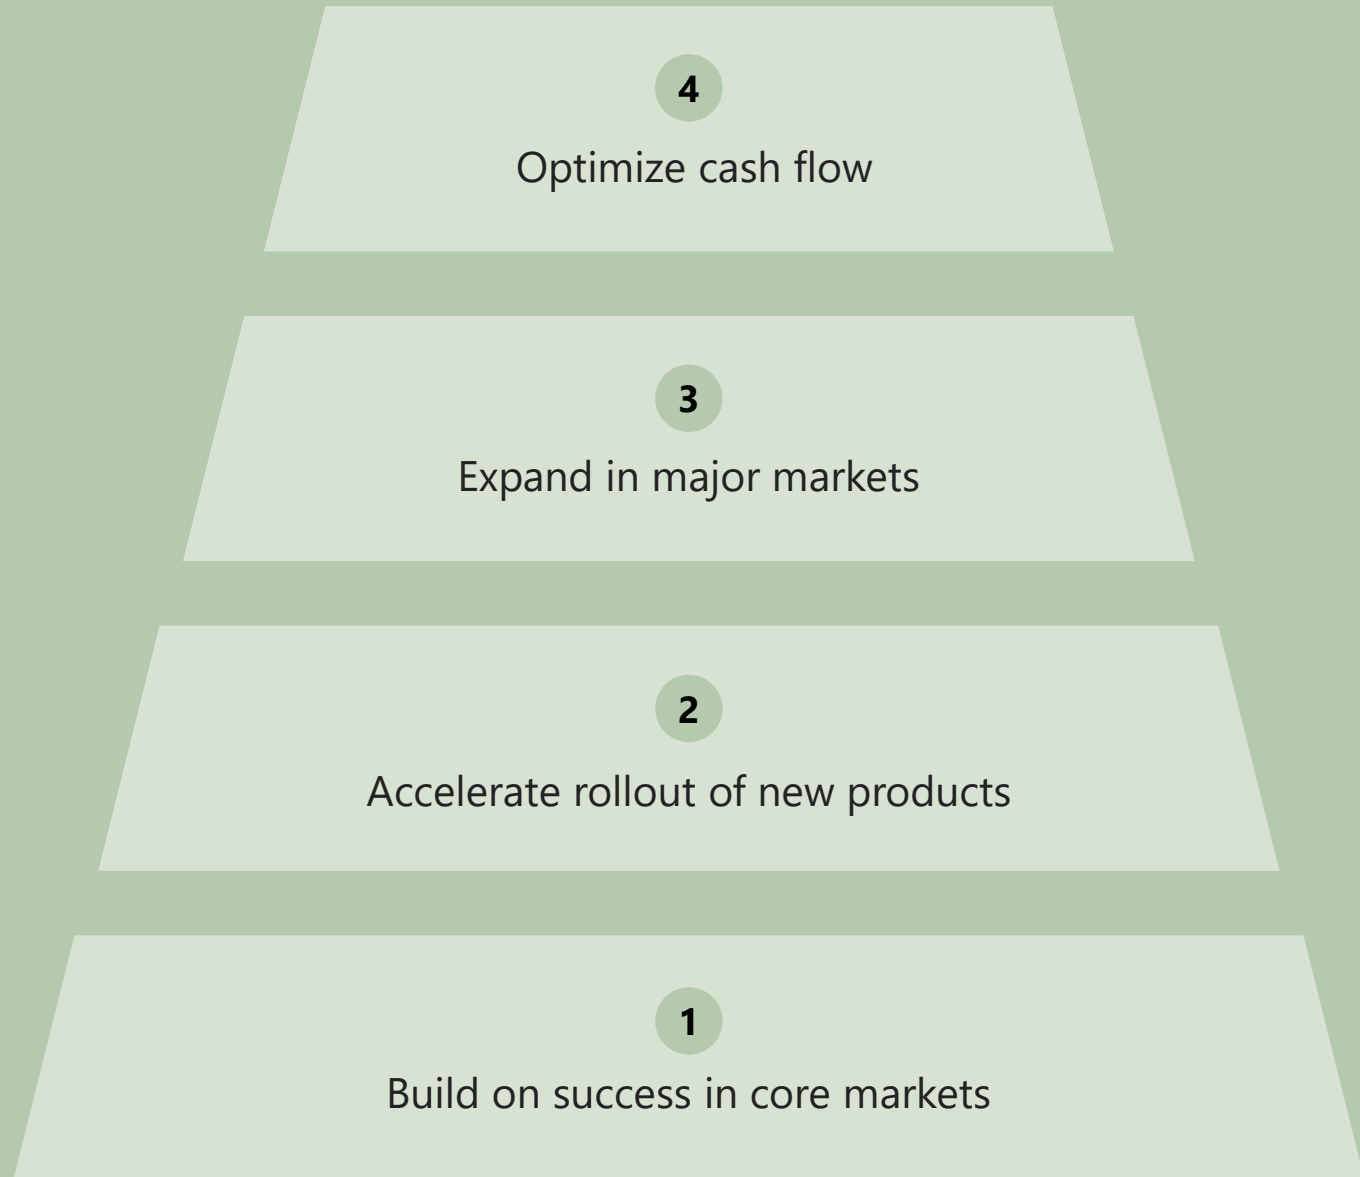 4
Optimize cash flow
3
Expand in major markets
2
Accelerate rollout of new products
1
Build on success in core markets